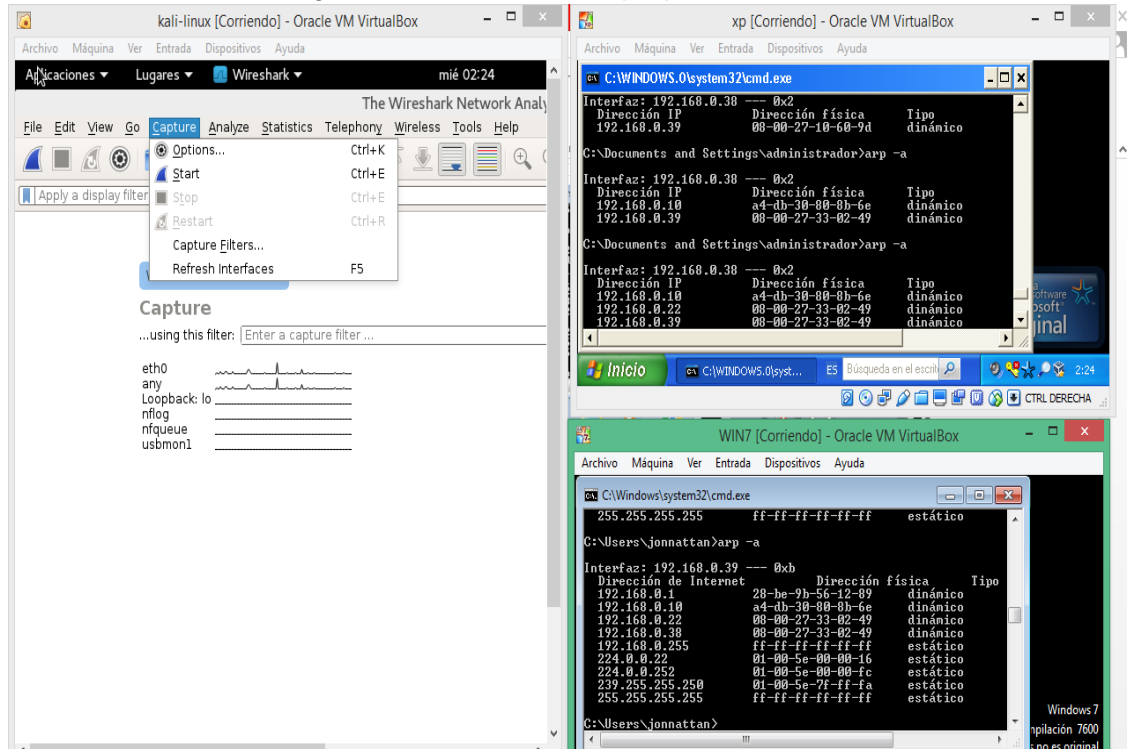 kali-linux [Corriendo] - Oracle VM VirtualBox
Archivo Máquina Ver Entrada Dispositivos Ayuda
Aplicaciones Lugares Wireshark mié 02:24
The Wireshark Network Analy
File Edit View Go Capture Analyze Statistics Telephony Wireless Tools Help
Options... Ctrl+K
Start Ctrl+E
Stop Ctrl+E
Restart Ctrl+R
Capture Filters...
Refresh Interfaces F5
Apply a display filter
Capture
...using this filter: Enter a capture filter ...
eth0
any
Loopback: lo
nflog
nfqueue
usbmon1
xp [Corriendo] - Oracle VM VirtualBox
Archivo Máquina Ver Entrada Dispositivos Ayuda
C:\WINDOWS.0\system32\cmd.exe
Interfaz: 192.168.0.38 --- 0x2
Dirección IP Dirección física Tipo
192.168.0.39 08-00-27-10-60-9d dinámico
C:\Documents and Settings\administrador>arp -a
Interfaz: 192.168.0.38 --- 0x2
Dirección IP Dirección física Tipo
192.168.0.10 a4-db-30-80-8b-6e dinámico
192.168.0.39 08-00-27-33-02-49 dinámico
C:\Documents and Settings\administrador>arp -a
Interfaz: 192.168.0.38 --- 0x2
Dirección IP Dirección física Tipo
192.168.0.10 a4-db-30-80-8b-6e dinámico
192.168.0.22 08-00-27-33-02-49 dinámico
192.168.0.39 08-00-27-33-02-49 dinámico
Inicio C:\WINDOWS.0\syst... ES Búsqueda en el escrit 2:24
CTRL DERECHA
WIN7 [Corriendo] - Oracle VM VirtualBox
Archivo Máquina Ver Entrada Dispositivos Ayuda
C:\Windows\system32\cmd.exe
255.255.255.255 ff-ff-ff-ff-ff-ff estático
C:\Users\jonnattan>arp -a
Interfaz: 192.168.0.39 --- 0xb
Dirección de Internet Dirección física Tipo
192.168.0.1 28-be-9b-56-12-89 dinámico
192.168.0.10 a4-db-30-80-8b-6e dinámico
192.168.0.22 08-00-27-33-02-49 dinámico
192.168.0.38 08-00-27-33-02-49 dinámico
192.168.0.255 ff-ff-ff-ff-ff-ff estático
224.0.0.22 01-00-5e-00-00-16 estático
224.0.0.252 01-00-5e-00-00-fc estático
239.255.255.250 01-00-5e-7f-ff-fa estático
255.255.255.255 ff-ff-ff-ff-ff-ff estático
C:\Users\jonnattan>
Windows 7
mpilación 7600
no es original